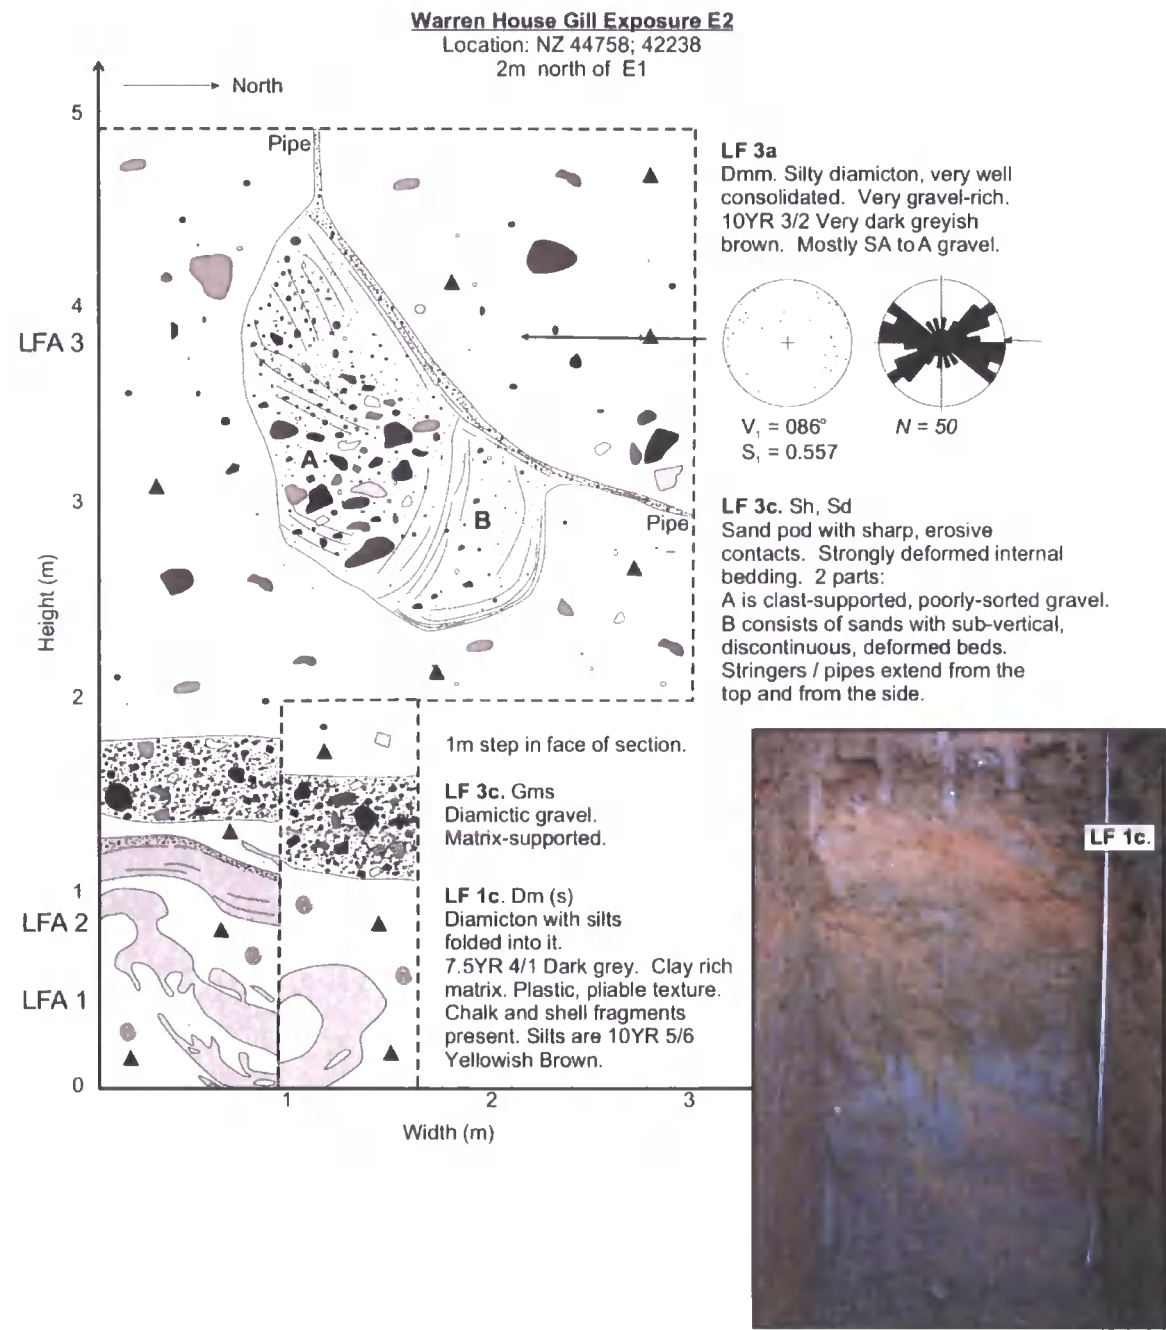 Warren House Gill Exposure E2
Location: NZ 44758; 42238
2m north of E1
North
5
4
LFA 3
3
Height (m)
2
1
LFA 2
LFA 1
0
1
2
3
Width (m)
Pipe
A
B
Pipe
LF 3a
Dmm. Silty diamicton, very well
consolidated. Very gravel-rich.
10YR 3/2 Very dark greyish
brown. Mostly SA to A gravel.
V₁ = 086°
S₁ = 0.557
N = 50
LF 3c. Sh, Sd
Sand pod with sharp, erosive
contacts. Strongly deformed internal
bedding. 2 parts:
A is clast-supported, poorly-sorted gravel.
B consists of sands with sub-vertical,
discontinuous, deformed beds.
Stringers / pipes extend from the
top and from the side.
1m step in face of section.
LF 3c. Gms
Diamictic gravel.
Matrix-supported.
LF 1c. Dm (s)
Diamicton with silts
folded into it.
7.5YR 4/1 Dark grey. Clay rich
matrix. Plastic, pliable texture.
Chalk and shell fragments
present. Silts are 10YR 5/6
Yellowish Brown.
LF 1c.